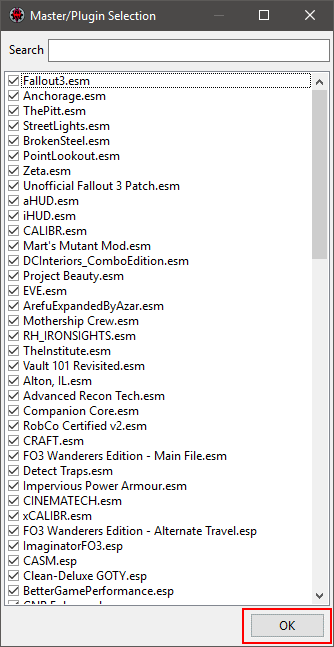 Master/Plugin Selection
Search
Fallout3.esm
Anchorage.esm
ThePitt.esm
StreetLights.esm
BrokenSteel.esm
PointLookout.esm
Zeta.esm
Unofficial Fallout 3 Patch.esm
aHUD.esm
iHUD.esm
CALIBR.esm
Mart's Mutant Mod.esm
DCInteriors_ComboEdition.esm
Project Beauty.esm
EVE.esm
ArefuExpandedByAzar.esm
Mothership Crew.esm
RH_IRONSIGHTS.esm
TheInstitute.esm
Vault 101 Revisited.esm
Alton, IL.esm
Advanced Recon Tech.esm
Companion Core.esm
RobCo Certified v2.esm
CRAFT.esm
FO3 Wanderers Edition - Main File.esm
Detect Traps.esm
Impervious Power Armour.esm
CINEMATECH.esm
xCALIBR.esm
FO3 Wanderers Edition - Alternate Travel.esp
ImaginatorFO3.esp
CASM.esp
Clean-Deluxe GOTY.esp
BetterGamePerformance.esp
OK